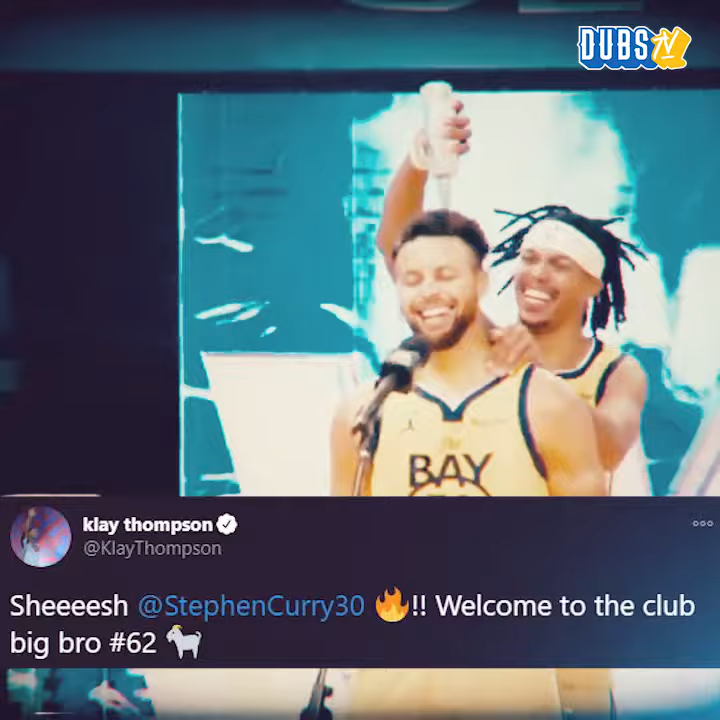 DUBS TV
BAY
klay thompson
@KlayThompson
Sheeeesh @StephenCurry30 🔥!! Welcome to the club
big bro #62 🐐